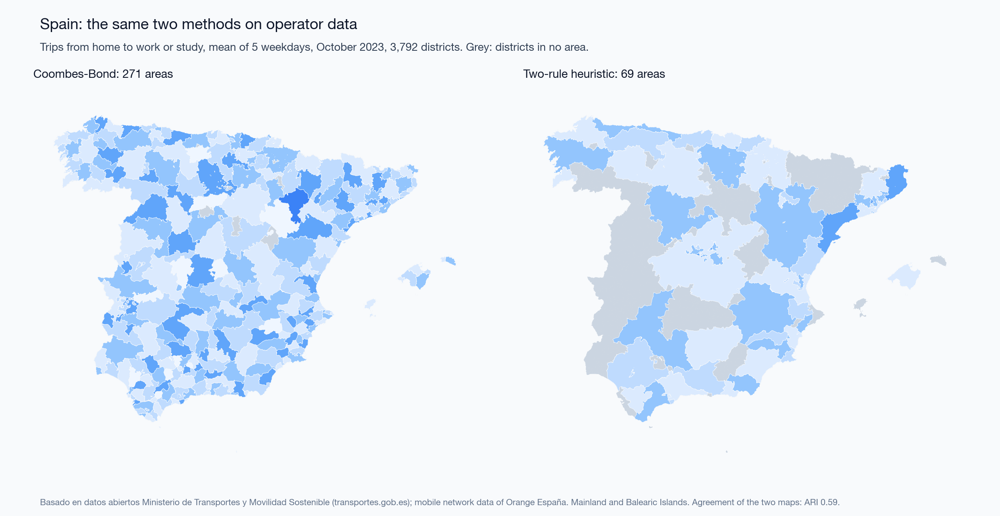 Spain: the same two methods on operator data
Trips from home to work or study, mean of 5 weekdays, October 2023, 3,792 districts. Grey: districts in no area.
Coombes-Bond: 271 areas
Two-rule heuristic: 69 areas
Basado en datos abiertos Ministerio de Transportes y Movilidad Sostenible (transportes.gob.es); mobile network data of Orange España. Mainland and Balearic Islands. Agreement of the two maps: ARI 0.59.